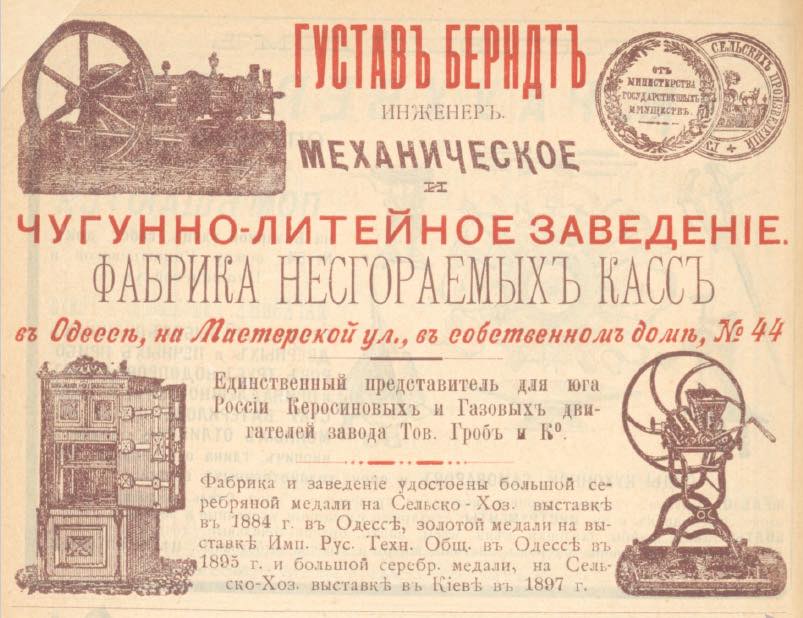 ГУСТАВЪ БЕРНДТЪ
ИНЖЕНЕРЪ.
МЕХАНИЧЕСКОЕ
И
ЧУГУННО-ЛИТЕЙНОЕ ЗАВЕДЕНІЕ.
ФАБРИКА НЕСГОРАЕМЫХЪ КАССЪ
въ Одессѣ, на Мастерской ул., въ собственномъ домѣ, № 44
Единственный представитель для юга
Россіи Керосиновыхъ и Газовыхъ дви-
гателей завода Тов. Гробъ и Ко.
Фабрика и заведеніе удостоены большой се-
ребряной медали на Сельско-Хоз. выставкѣ
въ 1884 г. въ Одессѣ, золотой медали на вы-
ставкѣ Имп. Рус. Техн. Общ. въ Одессѣ въ
1895 г. и большой серебр. медали, на Сель-
ско-Хоз. выставкѣ въ Кіевѣ въ 1897 г.
ОТЪ
МИНИСТЕРСТВА
ГОСУДАРСТВЕННЫХЪ
ИМУЩЕСТВЪ.
СЕЛЬСКИХЪ ПРОИЗВЕДЕНІЙ